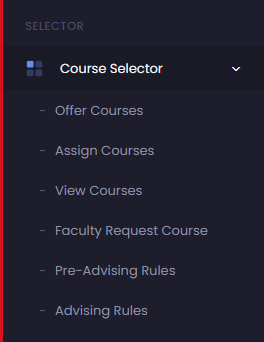 SELECTOR
Course Selector
- Offer Courses
- Assign Courses
- View Courses
- Faculty Request Course
- Pre-Advising Rules
- Advising Rules